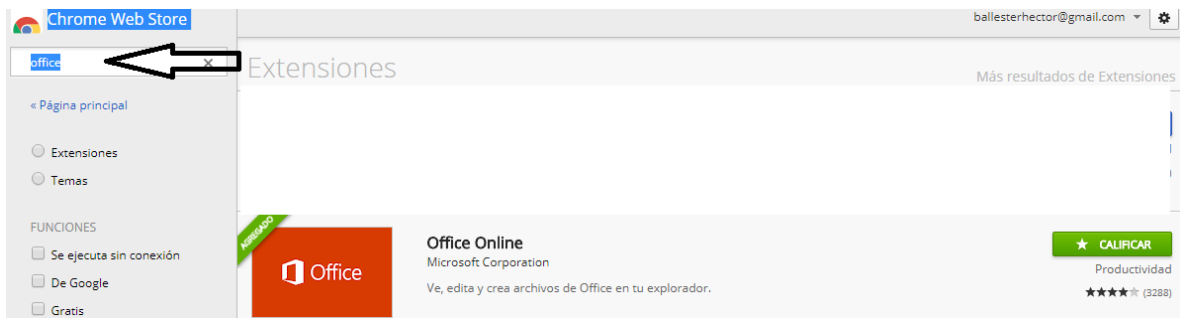 Chrome Web Store
ballesterhector@gmail.com
office
Extensiones
Más resultados de Extensiones
« Página principal
Extensiones
Temas
FUNCIONES
Se ejecuta sin conexión
De Google
Gratis
AGREGADO
Office
Office Online
Microsoft Corporation
Ve, edita y crea archivos de Office en tu explorador.
★ CALIFICAR
Productividad
(3288)